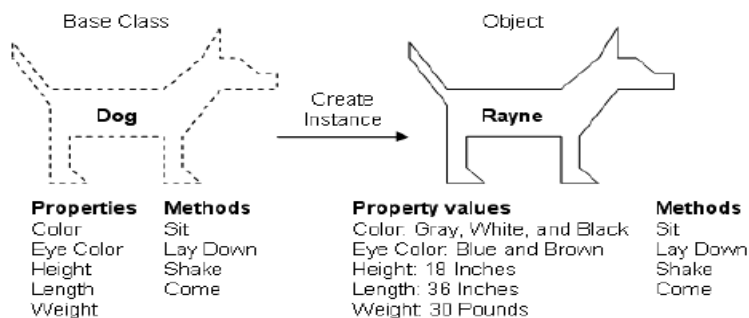 Base Class
Object
Dog
Create
Instance
Rayne
Properties Methods
Color Sit
Eye Color Lay Down
Height Shake
Length Come
Weight
Property values Methods
Color: Gray, White, and Black Sit
Eye Color: Blue and Brown Lay Down
Height: 18 Inches Shake
Length: 36 Inches Come
Weight: 30 Pounds